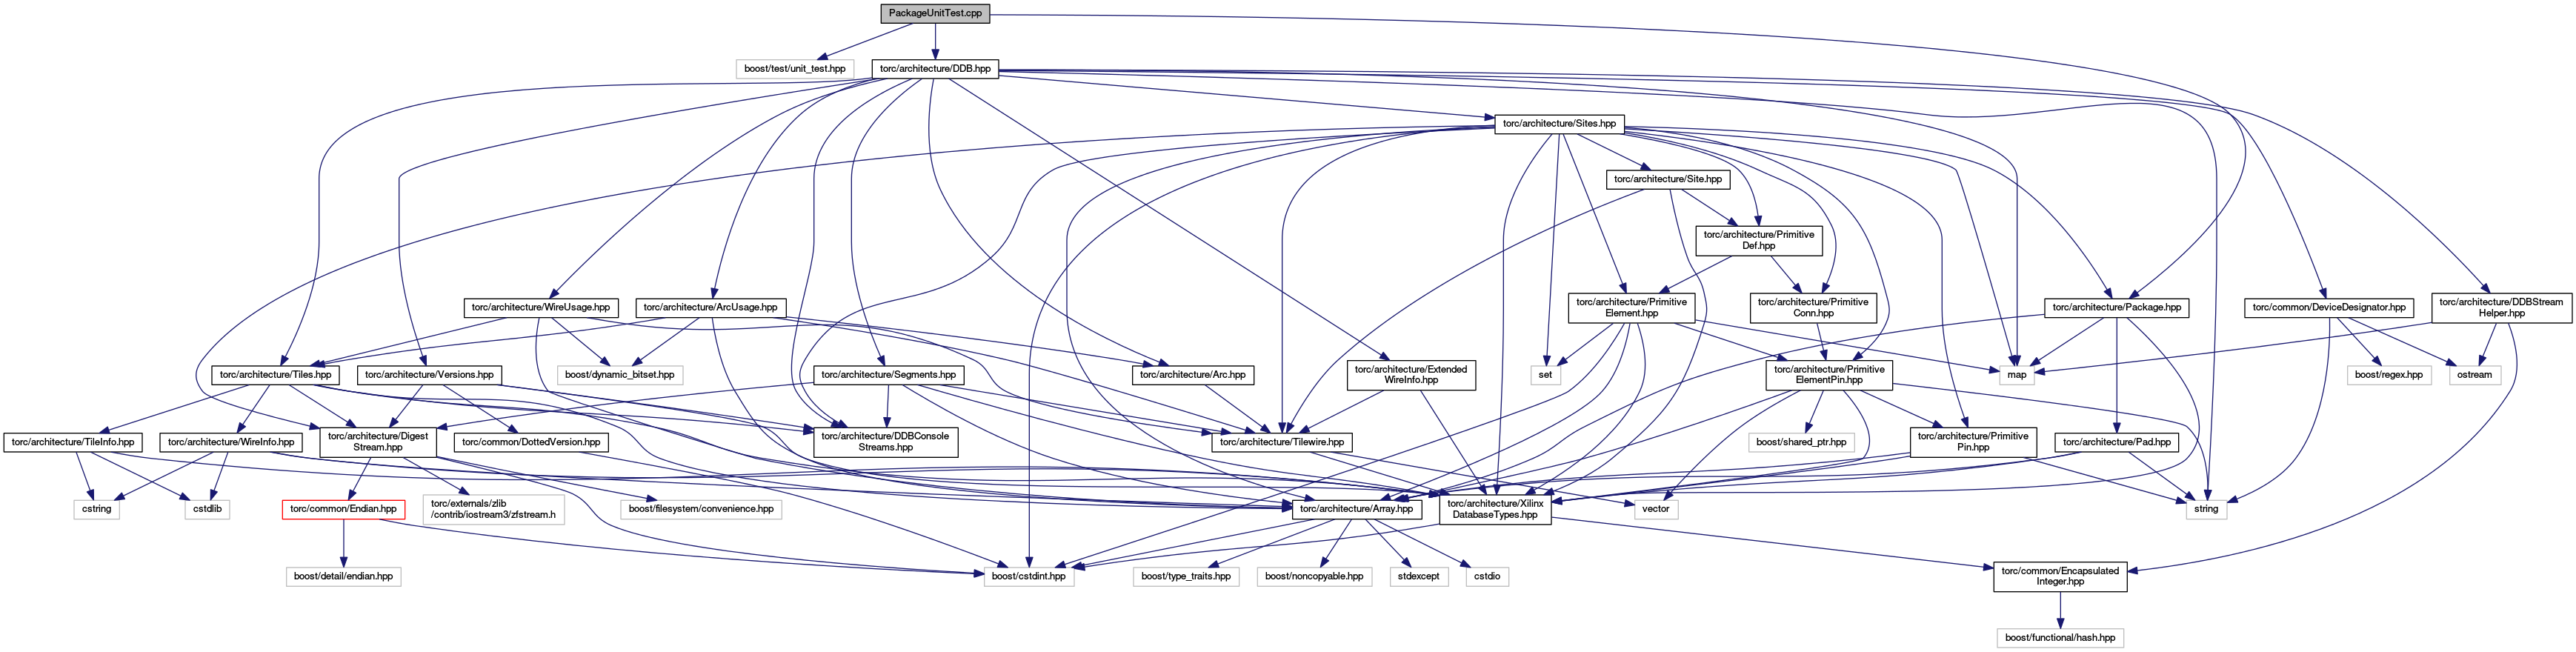 PackageUnitTest.cpp
boost/test/unit_test.hpp
torc/architecture/DDB.hpp
torc/architecture/Sites.hpp
torc/architecture/Site.hpp
torc/architecture/Primitive
Def.hpp
torc/architecture/WireUsage.hpp
torc/architecture/ArcUsage.hpp
torc/architecture/Primitive
Element.hpp
torc/architecture/Primitive
Conn.hpp
torc/architecture/Package.hpp
torc/common/DeviceDesignator.hpp
torc/architecture/DDBStream
Helper.hpp
torc/architecture/Tiles.hpp
torc/architecture/Versions.hpp
boost/dynamic_bitset.hpp
torc/architecture/Segments.hpp
torc/architecture/Arc.hpp
torc/architecture/Extended
WireInfo.hpp
set
torc/architecture/Primitive
ElementPin.hpp
map
boost/regex.hpp
ostream
torc/architecture/TileInfo.hpp
torc/architecture/WireInfo.hpp
torc/architecture/Digest
Stream.hpp
torc/common/DottedVersion.hpp
torc/architecture/DDBConsole
Streams.hpp
torc/architecture/Tilewire.hpp
boost/shared_ptr.hpp
torc/architecture/Primitive
Pin.hpp
torc/architecture/Pad.hpp
cstring
cstdlib
torc/common/Endian.hpp
torc/externals/zlib
/contrib/iostream3/zfstream.h
boost/filesystem/convenience.hpp
torc/architecture/Array.hpp
torc/architecture/Xilinx
DatabaseTypes.hpp
vector
string
boost/detail/endian.hpp
boost/cstdint.hpp
boost/type_traits.hpp
boost/noncopyable.hpp
stdexcept
cstdio
torc/common/Encapsulated
Integer.hpp
boost/functional/hash.hpp